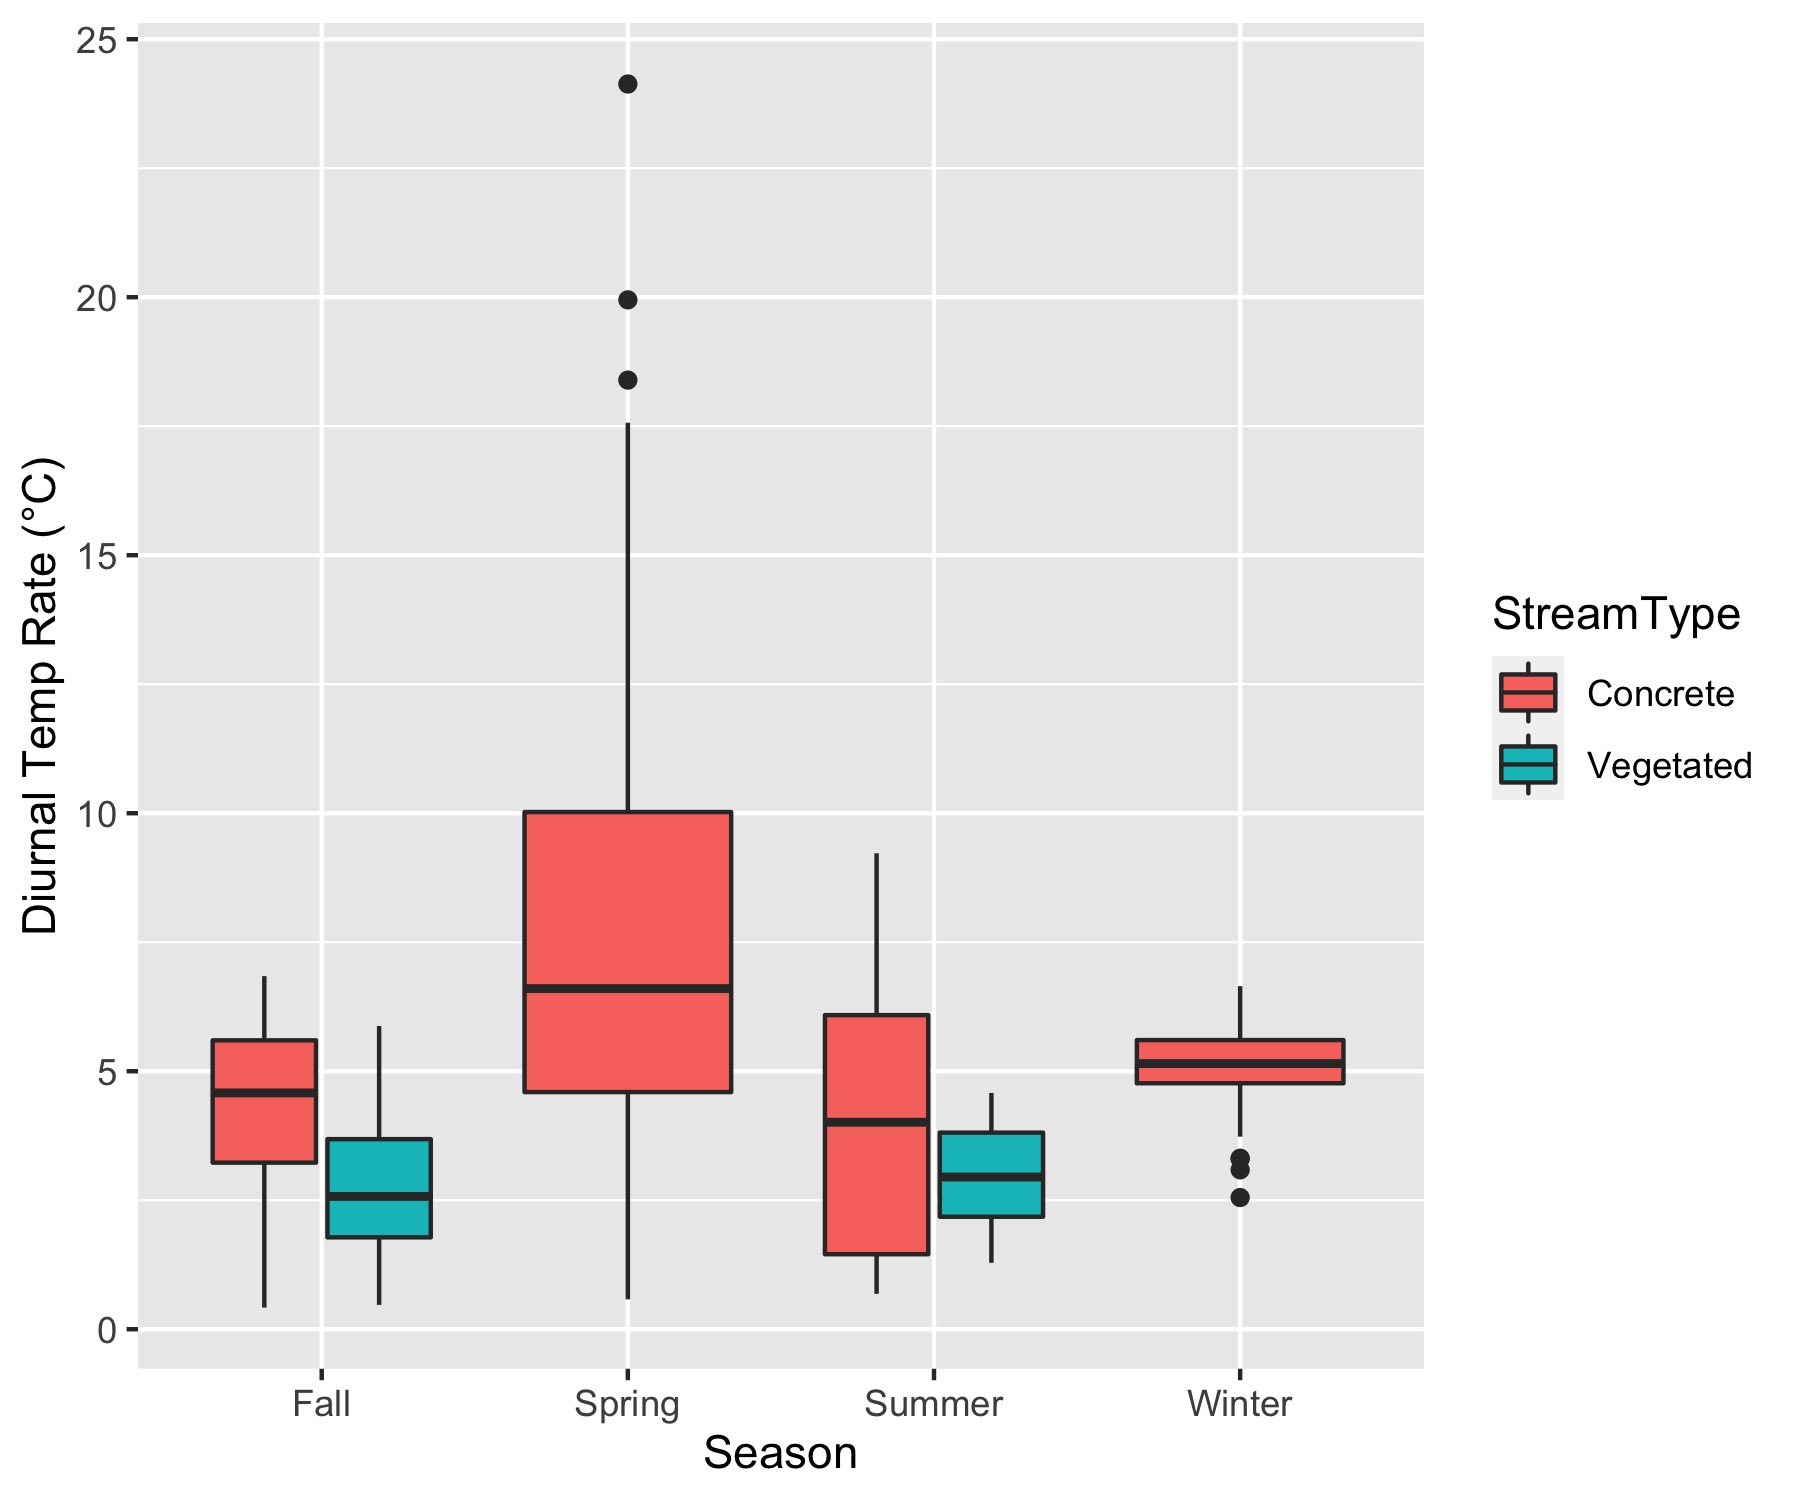 Diurnal Temp Rate (°C)
25
20
15
10
5
0
Fall
Spring
Summer
Winter
Season
StreamType
Concrete
Vegetated